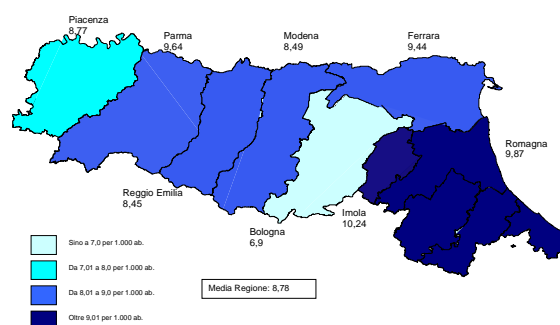 Piacenza
8,77
Parma
9,64
Modena
8,49
Ferrara
9,44
Romagna
9,87
Reggio Emilia
8,45
Imola
10,24
Bologna
6,9
Sino a 7,0 per 1.000 ab.
Da 7,01 a 8,0 per 1.000 ab.
Da 8,01 a 9,0 per 1.000 ab.
Oltre 9,01 per 1.000 ab.
Media Regione: 8,78